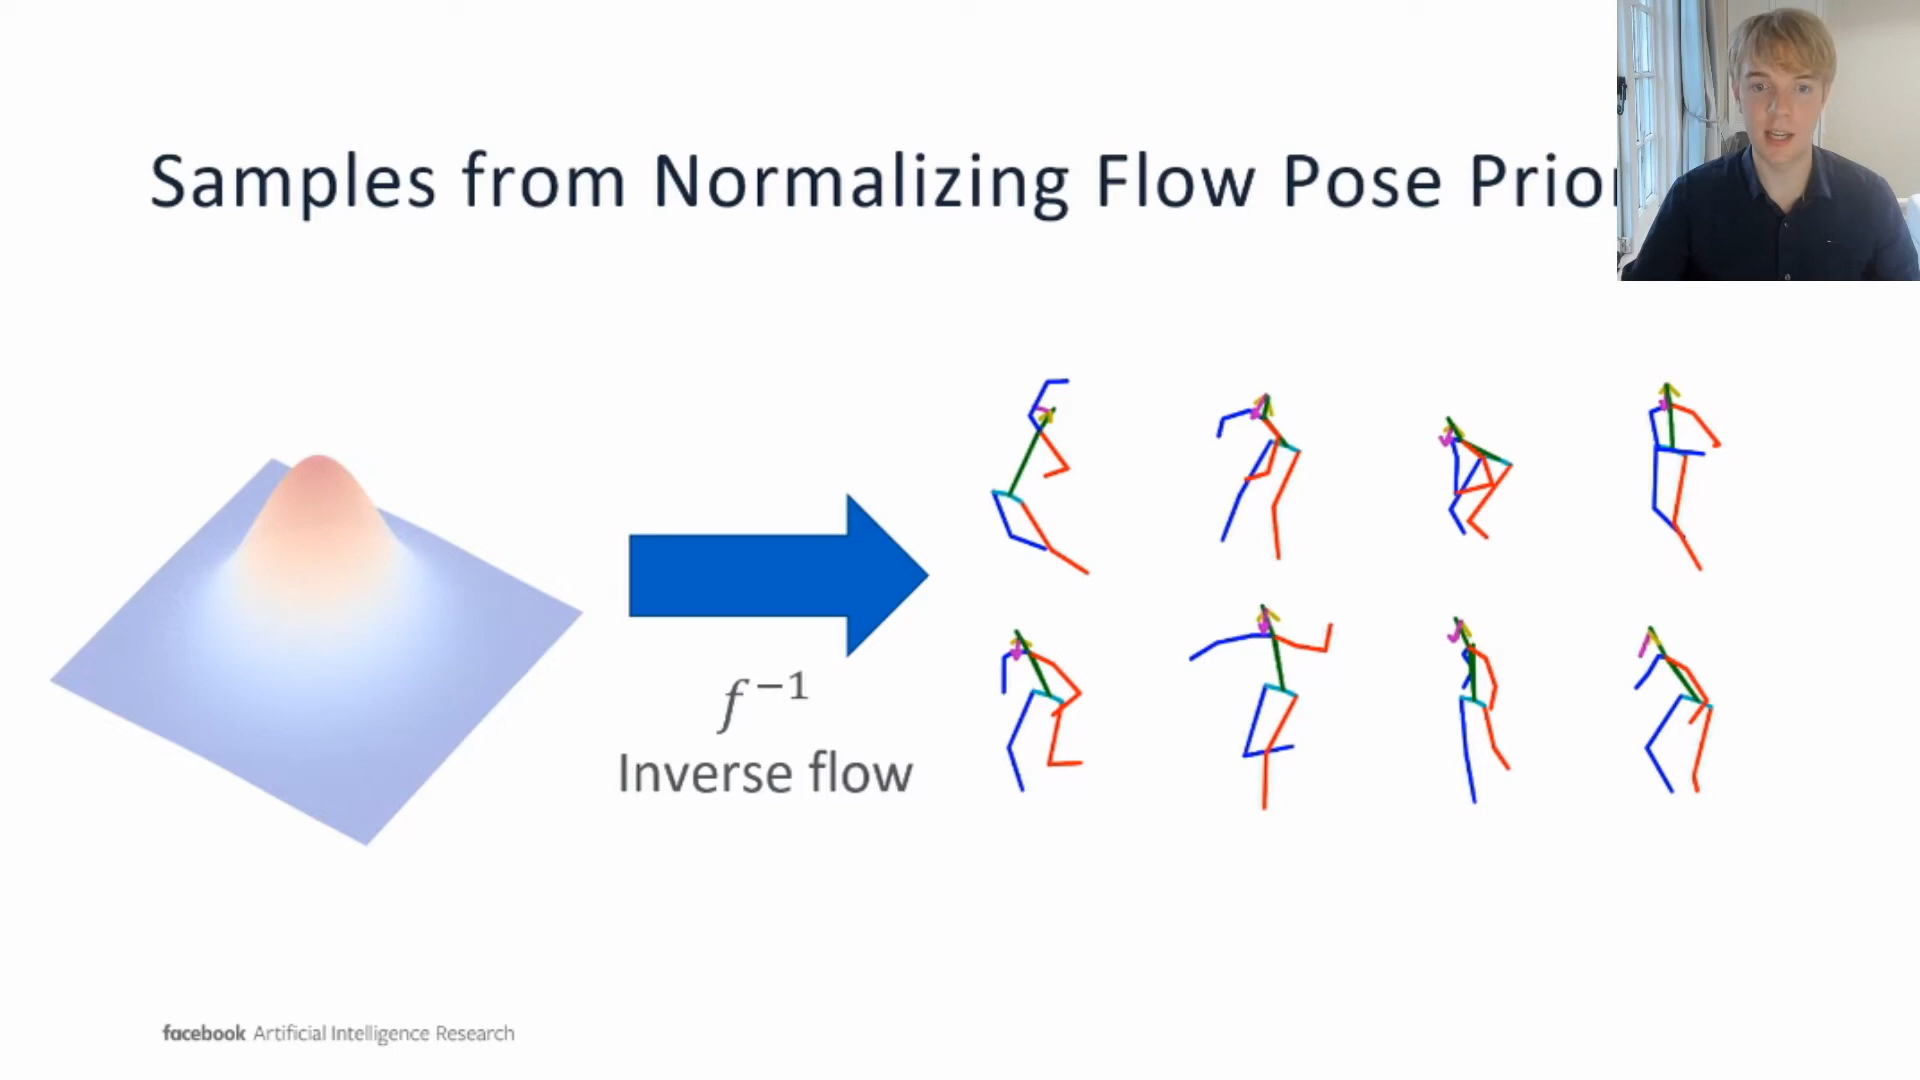 Samples from Normalizing Flow Pose Prior
f⁻¹
Inverse flow
facebook Artificial Intelligence Research